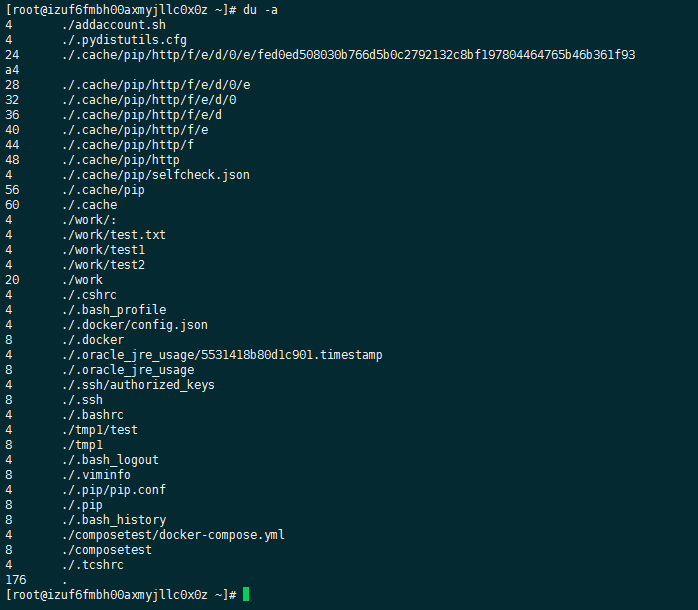 [root@izuf6fmbh00axmyjllc0x0z ~]# du -a
4       ./addaccount.sh
4       ./.pydistutils.cfg
24      ./.cache/pip/http/f/e/d/0/e/fed0ed508030b766d5b0c2792132c8bf197804464765b46b361f93
a4
28      ./.cache/pip/http/f/e/d/0/e
32      ./.cache/pip/http/f/e/d/0
36      ./.cache/pip/http/f/e/d
40      ./.cache/pip/http/f/e
44      ./.cache/pip/http/f
48      ./.cache/pip/http
4       ./.cache/pip/selfcheck.json
56      ./.cache/pip
60      ./.cache
4       ./work/:
4       ./work/test.txt
4       ./work/test1
4       ./work/test2
20      ./work
4       ./.cshrc
4       ./.bash_profile
4       ./.docker/config.json
8       ./.docker
4       ./.oracle_jre_usage/5531418b80d1c901.timestamp
8       ./.oracle_jre_usage
4       ./.ssh/authorized_keys
8       ./.ssh
4       ./.bashrc
4       ./tmp1/test
8       ./tmp1
4       ./.bash_logout
8       ./.viminfo
4       ./.pip/pip.conf
8       ./.pip
8       ./.bash_history
4       ./composetest/docker-compose.yml
8       ./composetest
4       ./.tcshrc
176     .
[root@izuf6fmbh00axmyjllc0x0z ~]#